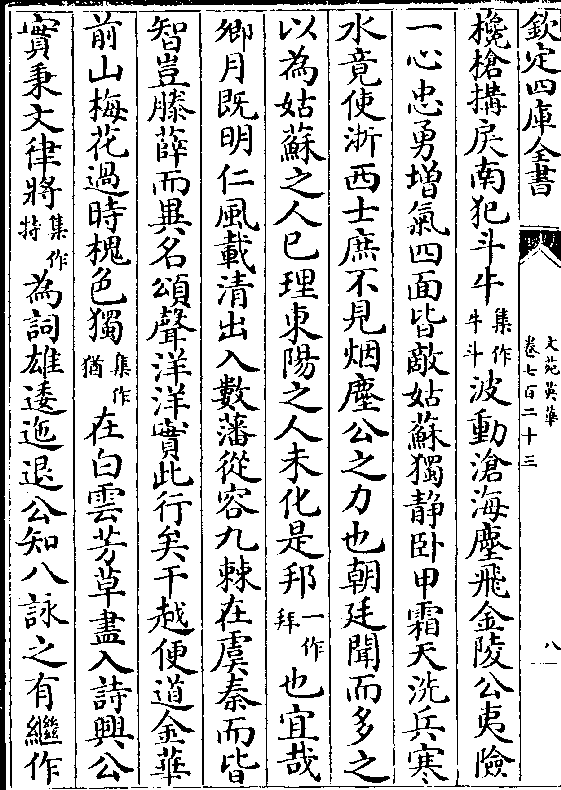 欽定四庫全書
文苑英華
卷七百二十三
八
欃槍搆戾南犯斗牛集作牛斗波動滄海塵飛金陵公夷險
一心忠勇增氣四面皆敵姑蘇獨静卧甲霜天洗兵寒
水竟使浙西士庶不見烟塵公之力也朝廷聞而多之
以為姑蘇之人已理東陽之人未化是邦一作拜也宜哉
卿月既明仁風載清出入數藩從容九棘在虞秦而皆
智豈滕薛而異名頌聲洋洋實此行矣干越便道金華
前山梅花過時槐色獨集作猶在白雲芳草盡入詩興公
實秉文律將集作特為詞雄逶迤退公知八詠之有繼作